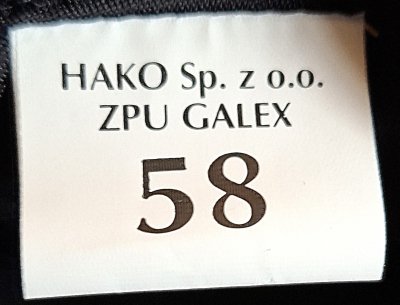 HAKO Sp. z o.o.
ZPU GALEX
58